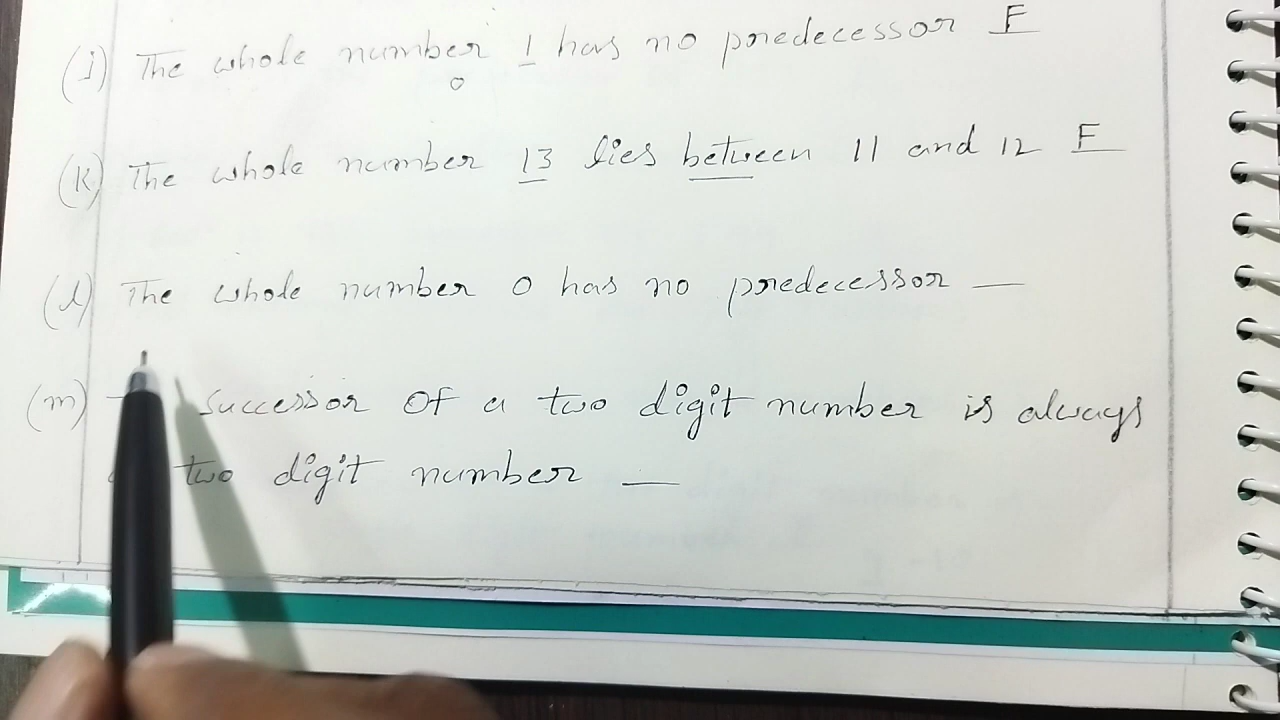 (j) The whole number 1 has no predecessor F
0
(k) The whole number 13 lies between 11 and 12 F
(l) The whole number 0 has no predecessor —
(m) successor of a two digit number is always
two digit number —